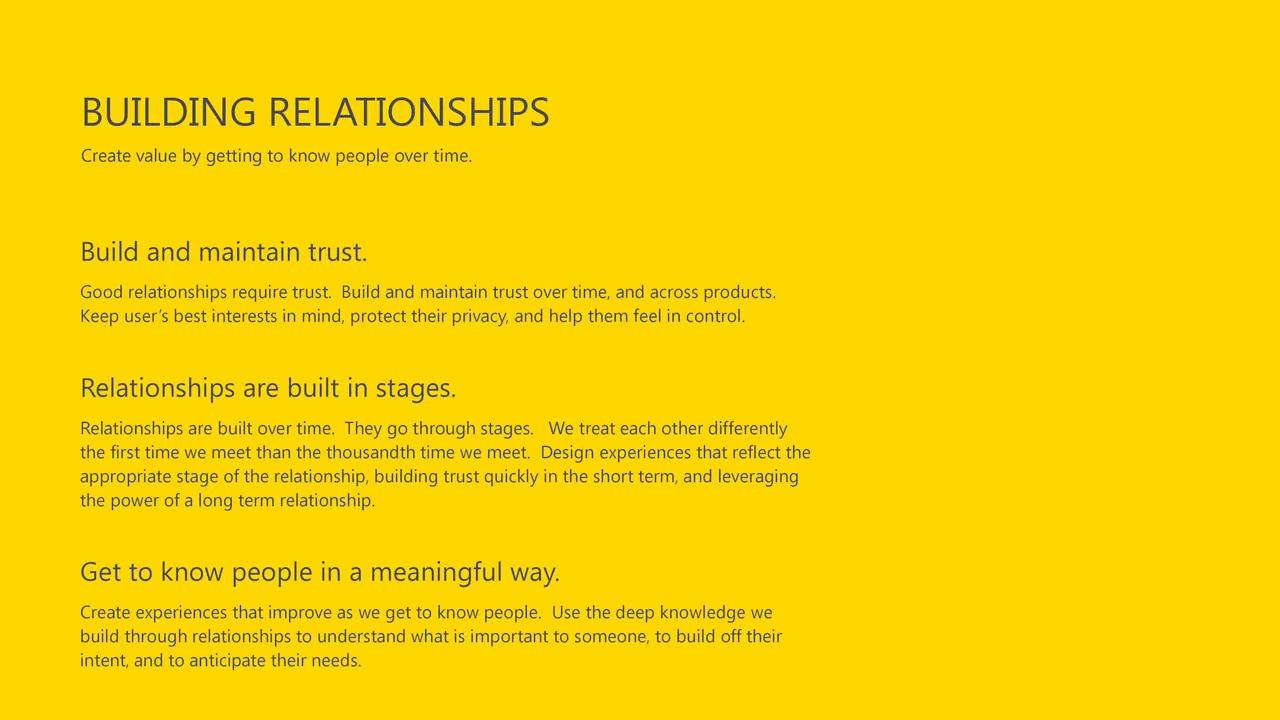 BUILDING RELATIONSHIPS
Create value by getting to know people over time.
Build and maintain trust.
Good relationships require trust.  Build and maintain trust over time, and across products.
Keep user’s best interests in mind, protect their privacy, and help them feel in control.
Relationships are built in stages.
Relationships are built over time.  They go through stages.   We treat each other differently
the first time we meet than the thousandth time we meet.  Design experiences that reflect the
appropriate stage of the relationship, building trust quickly in the short term, and leveraging
the power of a long term relationship.
Get to know people in a meaningful way.
Create experiences that improve as we get to know people.  Use the deep knowledge we
build through relationships to understand what is important to someone, to build off their
intent, and to anticipate their needs.